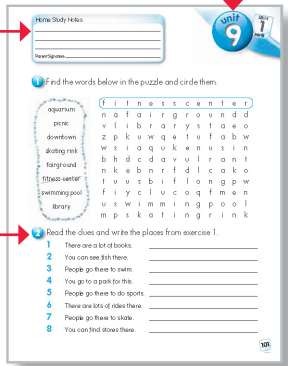 Home Study Notes:
Parent Signature:
unit
9
1
1 Find the words below in the puzzle and circle them.
aquarium
picnic
downtown
skating rink
fairground
fitness center
swimming pool
library
f i t n e s s c e n t e r
n a f a i r g r o u n d d
v l i b r a r y s t a e o
z p k u w q e t u f a b w
w s i a q u k e n u s i n
b h d c d a v u l r a n t
n k e b n r f d l c a k o
t u u s b i f l o n g p w
f i y c l u c o q f m e n
u s w i m m i n g p o o l
m p s k a t i n g r i n k
2 Read the clues and write the places from exercise 1.
1 There are a lot of books.
2 You can see fish there.
3 People go there to swim.
4 You go to a park for this.
5 People go there to do sports.
6 There are lots of rides there.
7 People go there to skate.
8 You can find stores there.
103